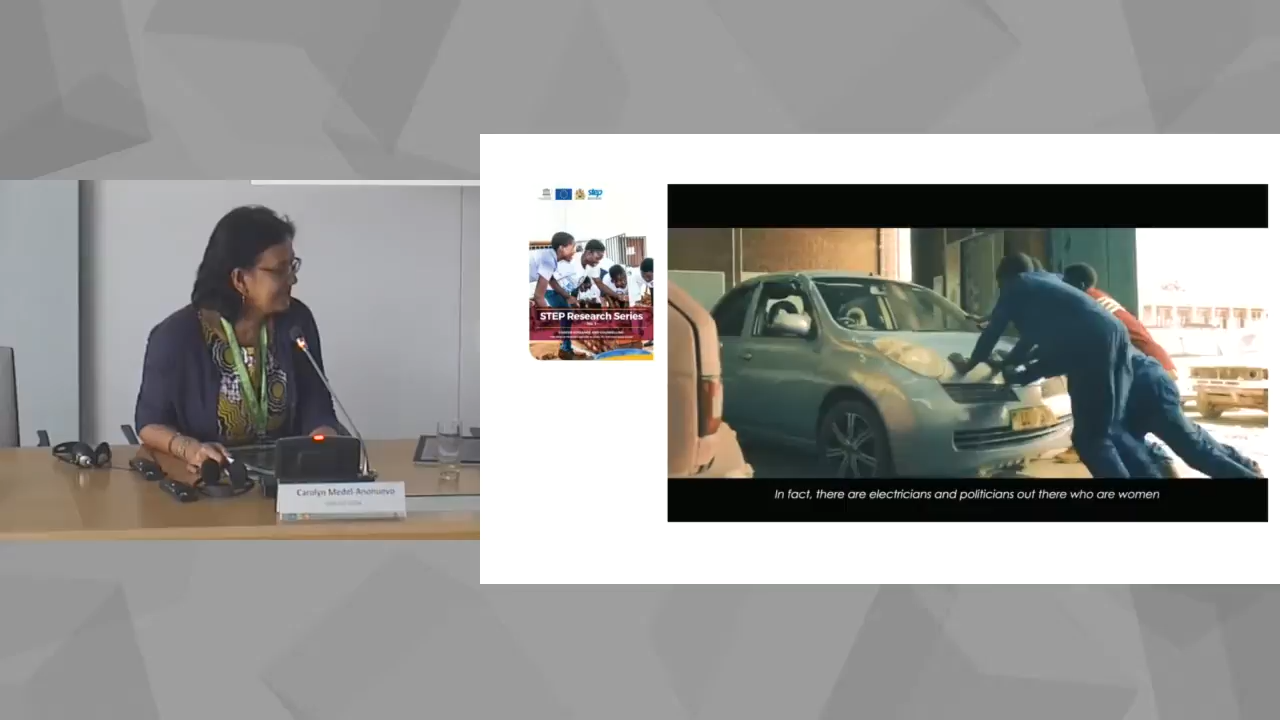 step
STEP Research Series
In fact, there are electricians and politicians out there who are women
Carolyn Medel-Anonuevo